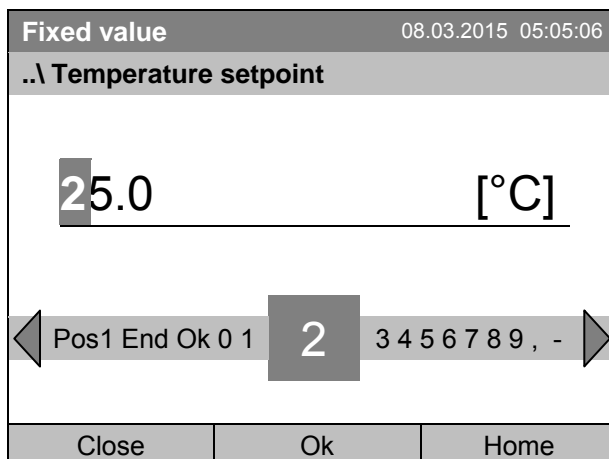 Fixed value 08.03.2015 05:05:06
..\ Temperature setpoint
25.0 [°C]
Pos1 End Ok 0 1 2 3 4 5 6 7 8 9 , -
Close Ok Home